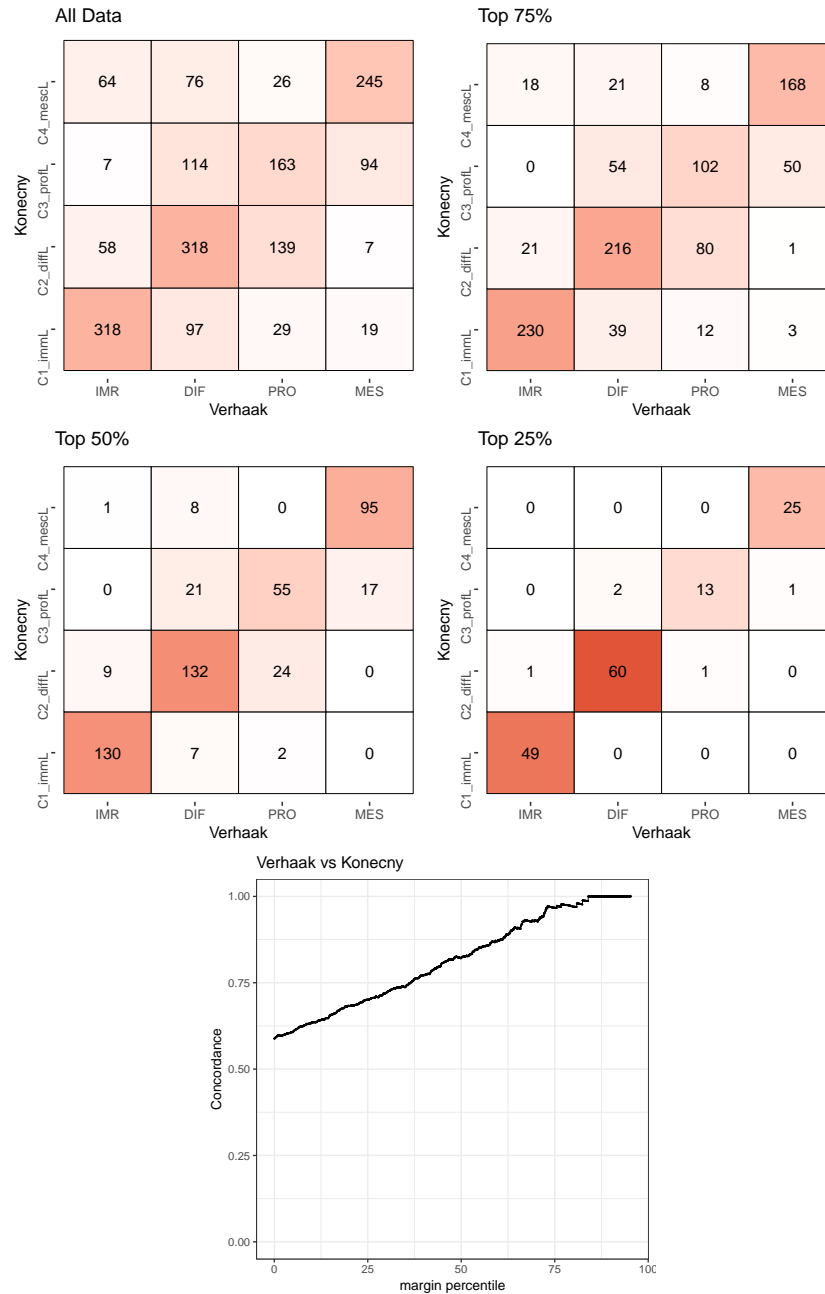 All Data
Konecny
C4_mescL
64 76 26 245
C3_profL
7 114 163 94
C2_diffL
58 318 139 7
C1_immL
318 97 29 19
IMR DIF PRO MES
Verhaak
Top 75%
Konecny
C4_mescL
18 21 8 168
C3_profL
0 54 102 50
C2_diffL
21 216 80 1
C1_immL
230 39 12 3
IMR DIF PRO MES
Verhaak
Top 50%
Konecny
C4_mescL
1 8 0 95
C3_profL
0 21 55 17
C2_diffL
9 132 24 0
C1_immL
130 7 2 0
IMR DIF PRO MES
Verhaak
Top 25%
Konecny
C4_mescL
0 0 0 25
C3_profL
0 2 13 1
C2_diffL
1 60 1 0
C1_immL
49 0 0 0
IMR DIF PRO MES
Verhaak
Verhaak vs Konecny
Concordance
1.00
0.75
0.50
0.25
0.00
0 25 50 75 100
margin percentile